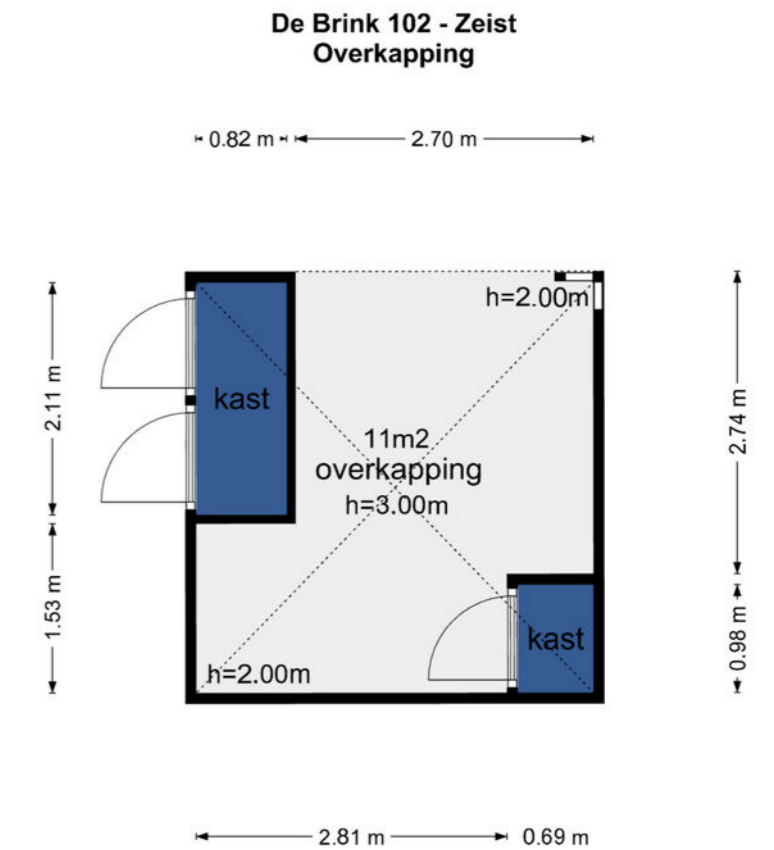 De Brink 102 - Zeist
Overkapping
0.82 m
2.70 m
h=2.00m
2.11 m
kast
2.74 m
11m2
overkapping
h=3.00m
1.53 m
kast
0.98 m
h=2.00m
2.81 m
0.69 m